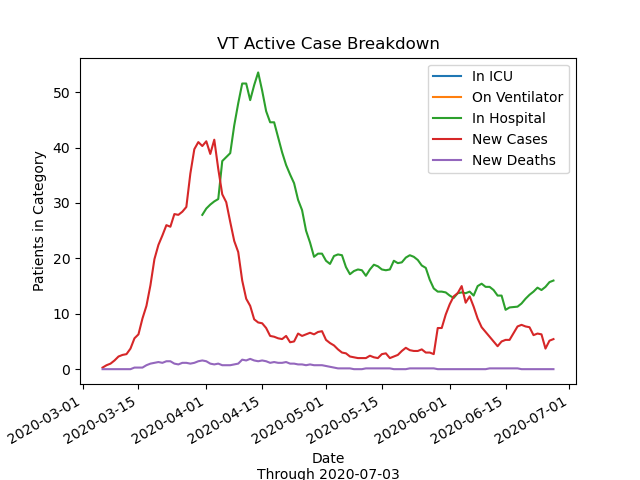 VT Active Case Breakdown
In ICU
On Ventilator
In Hospital
New Cases
New Deaths
Patients in Category
50
40
30
20
10
0
2020-03-01
2020-03-15
2020-04-01
2020-04-15
2020-05-01
2020-05-15
2020-06-01
2020-06-15
2020-07-01
Date
Through 2020-07-03